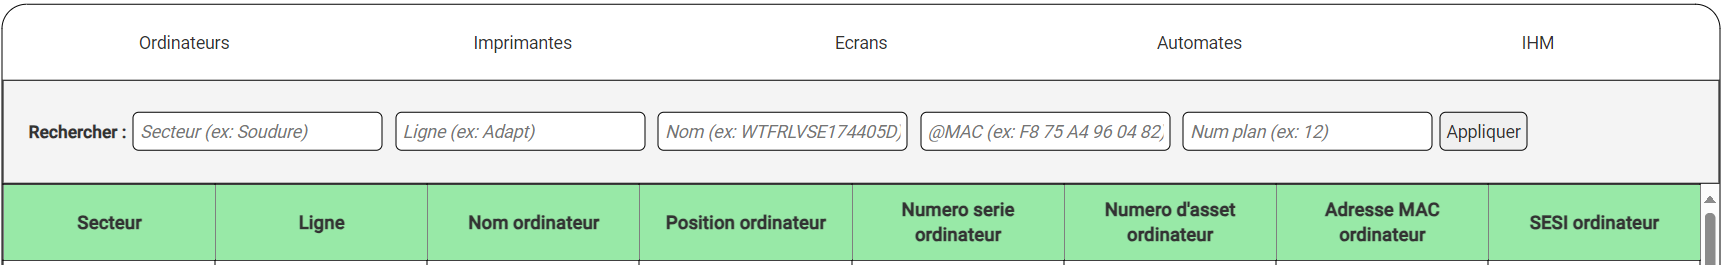 Ordinateurs Imprimantes Ecrans Automates IHM
Rechercher : Secteur (ex: Soudure) Ligne (ex: Adapt) Nom (ex: WTFRLVSE174405D) @MAC (ex: F8 75 A4 96 04 82) Num plan (ex: 12) Appliquer
Secteur Ligne Nom ordinateur Position ordinateur Numero serie ordinateur Numero d'asset ordinateur Adresse MAC ordinateur SESI ordinateur